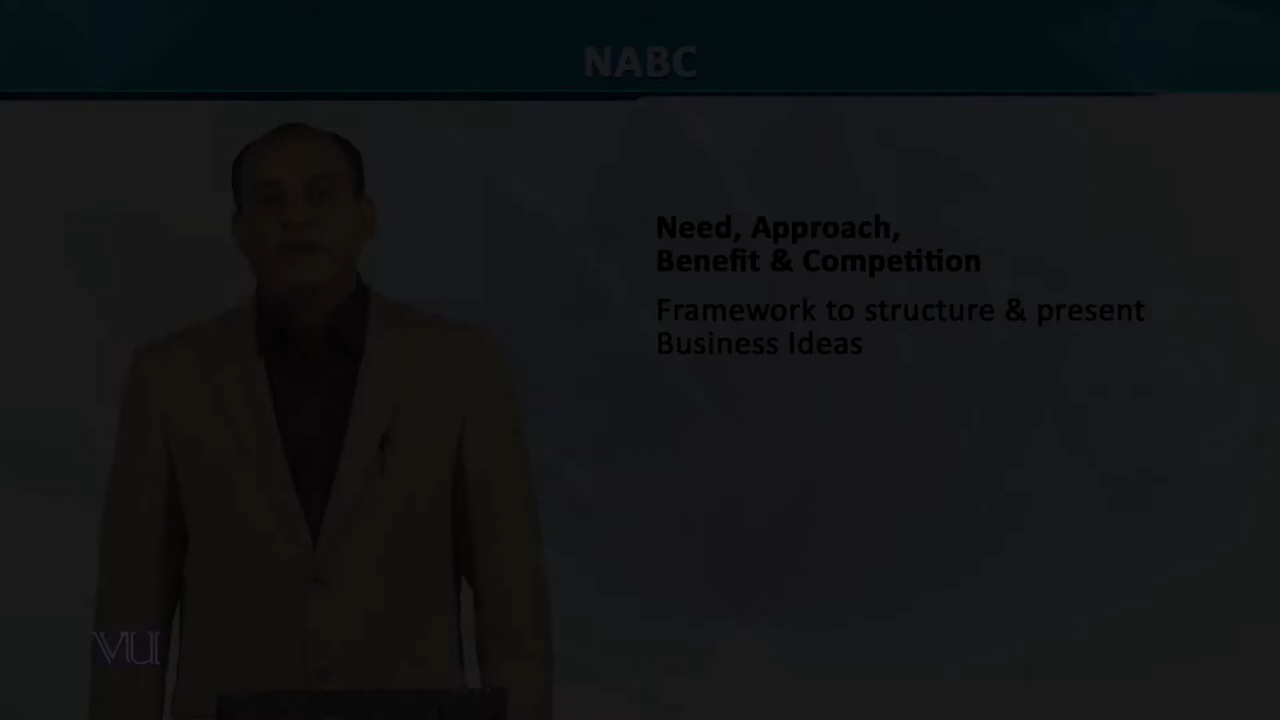 NABC
Need, Approach,
Benefit & Competition
Framework to structure & present
Business Ideas
VU